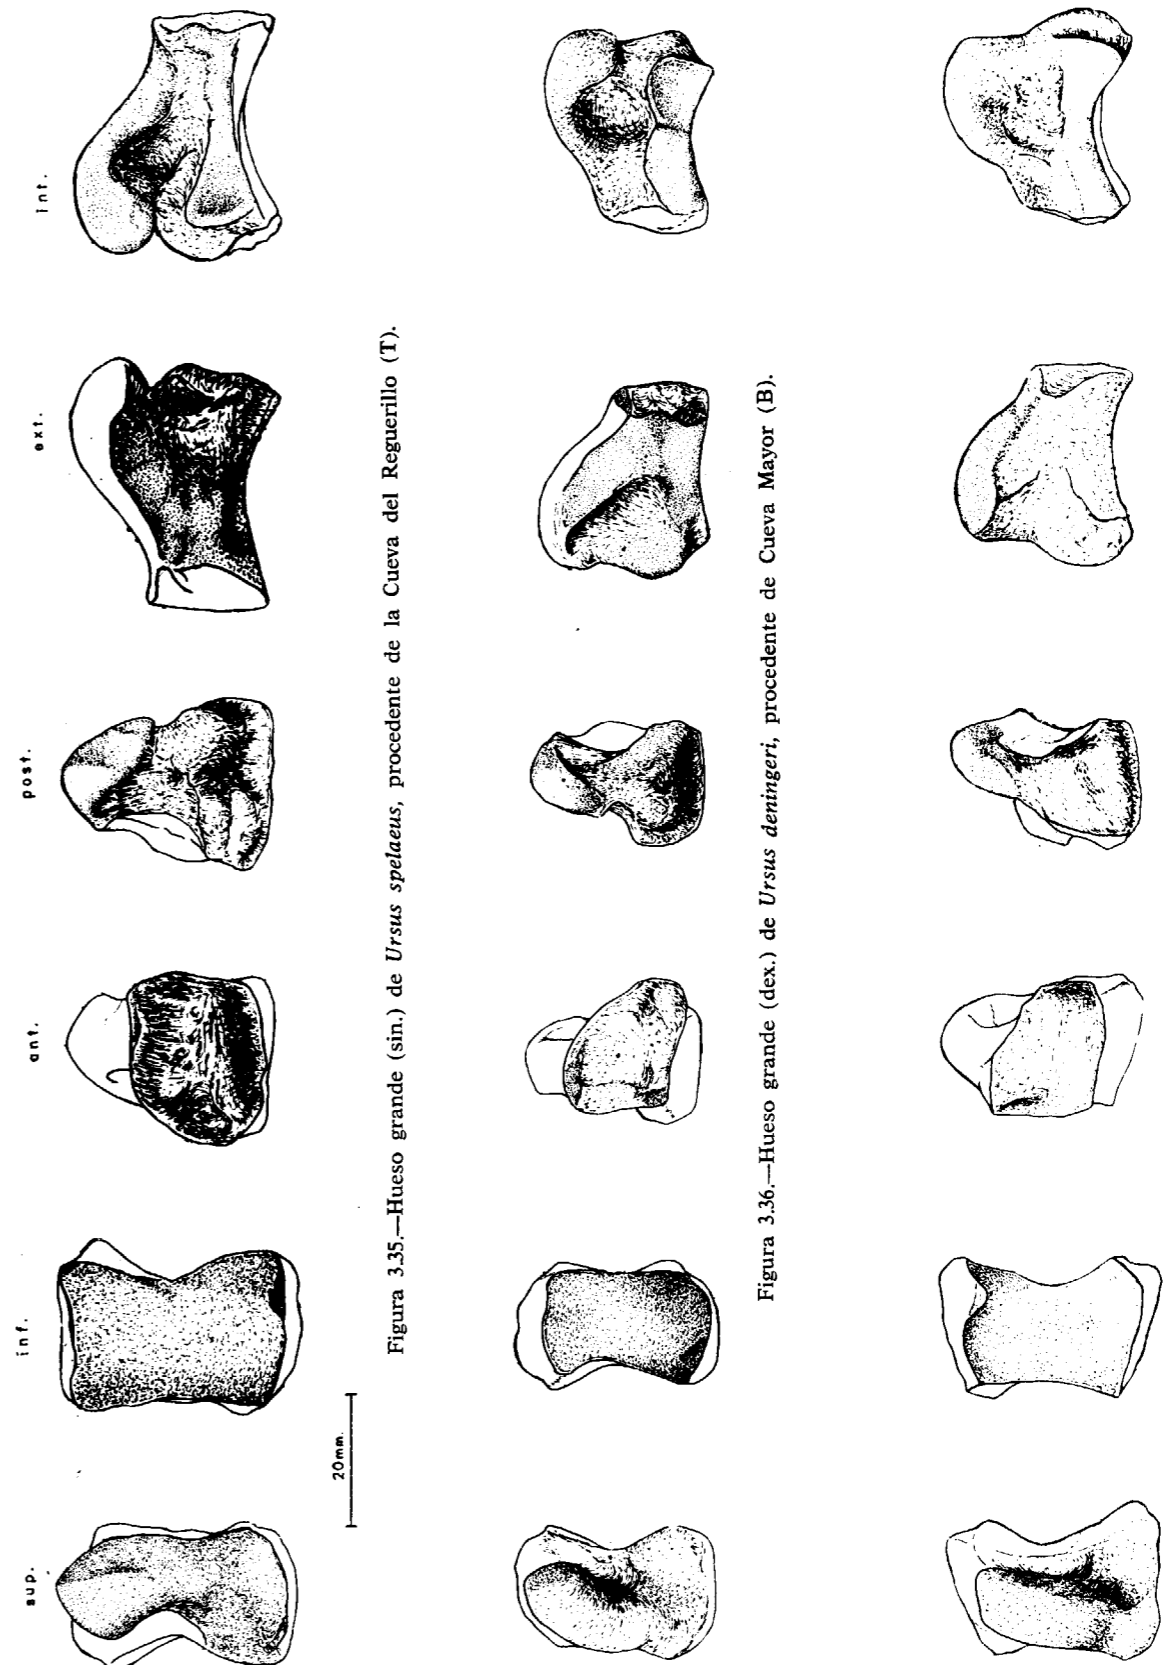 sup.
inf.
ant.
post.
ext.
int.
20mm.
Figura 3.35.—Hueso grande (sin.) de Ursus spelaeus, procedente de la Cueva del Reguerillo (T).
Figura 3.36.—Hueso grande (dex.) de Ursus deningeri, procedente de Cueva Mayor (B).